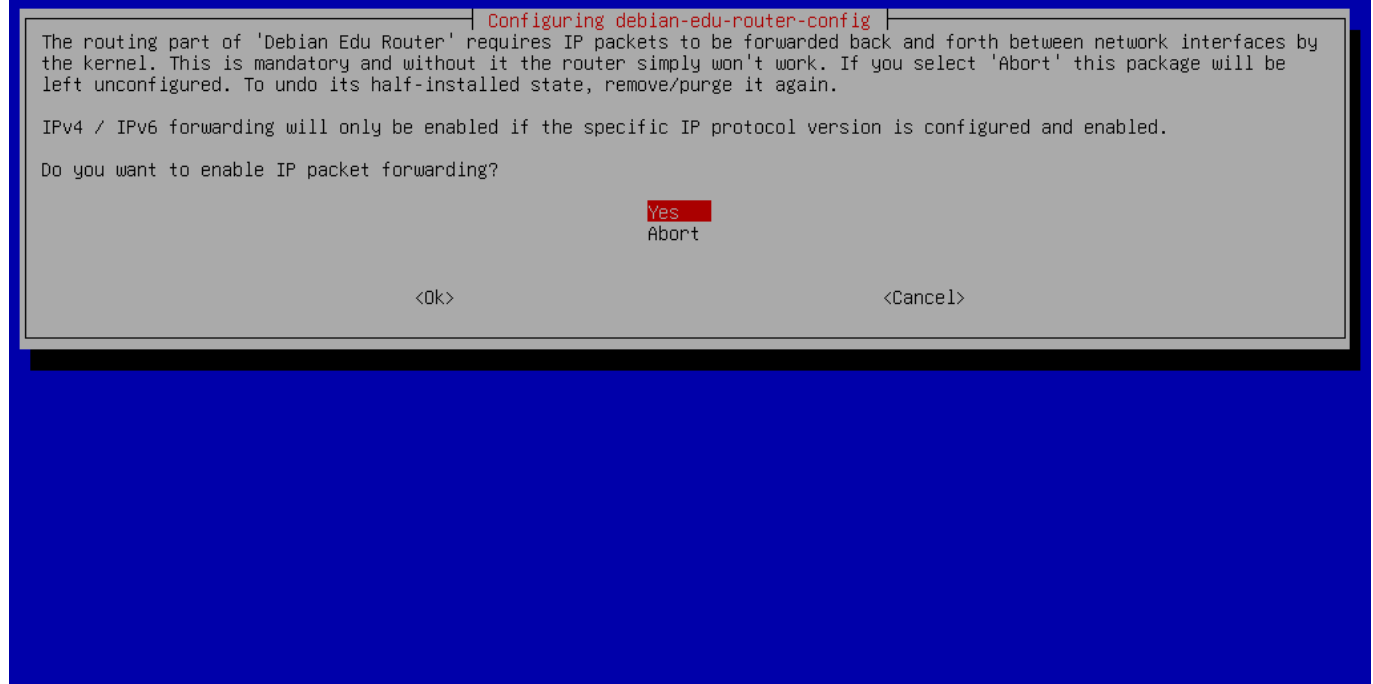 Configuring debian-edu-router-config
The routing part of 'Debian Edu Router' requires IP packets to be forwarded back and forth between network interfaces by
the kernel. This is mandatory and without it the router simply won't work. If you select 'Abort' this package will be
left unconfigured. To undo its half-installed state, remove/purge it again.
IPv4 / IPv6 forwarding will only be enabled if the specific IP protocol version is configured and enabled.
Do you want to enable IP packet forwarding?
Yes
Abort
<Ok> <Cancel>